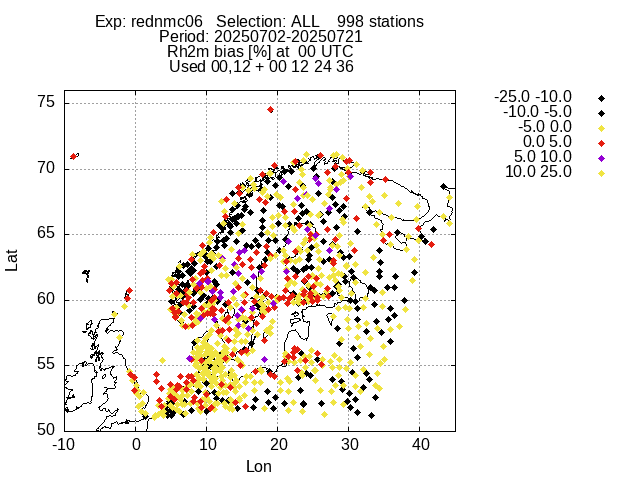 Exp: rednmc06   Selection: ALL    998 stations
Period: 20250702-20250721
Rh2m bias [%] at  00 UTC
Used 00,12 + 00 12 24 36
-25.0 -10.0
-10.0 -5.0
-5.0 0.0
0.0 5.0
5.0 10.0
10.0 25.0
75
70
65
60
55
50
Lat
-10 0 10 20 30 40
Lon